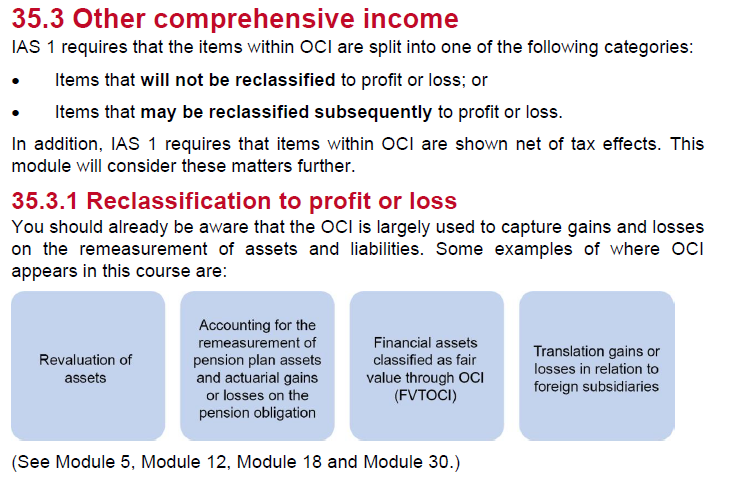 35.3 Other comprehensive income
IAS 1 requires that the items within OCI are split into one of the following categories:
• Items that will not be reclassified to profit or loss; or
• Items that may be reclassified subsequently to profit or loss.
In addition, IAS 1 requires that items within OCI are shown net of tax effects. This
module will consider these matters further.
35.3.1 Reclassification to profit or loss
You should already be aware that the OCI is largely used to capture gains and losses
on the remeasurement of assets and liabilities. Some examples of where OCI
appears in this course are:
Revaluation of
assets
Accounting for the
remeasurement of
pension plan assets
and actuarial gains
or losses on the
pension obligation
Financial assets
classified as fair
value through OCI
(FVTOCI)
Translation gains or
losses in relation to
foreign subsidiaries
(See Module 5, Module 12, Module 18 and Module 30.)